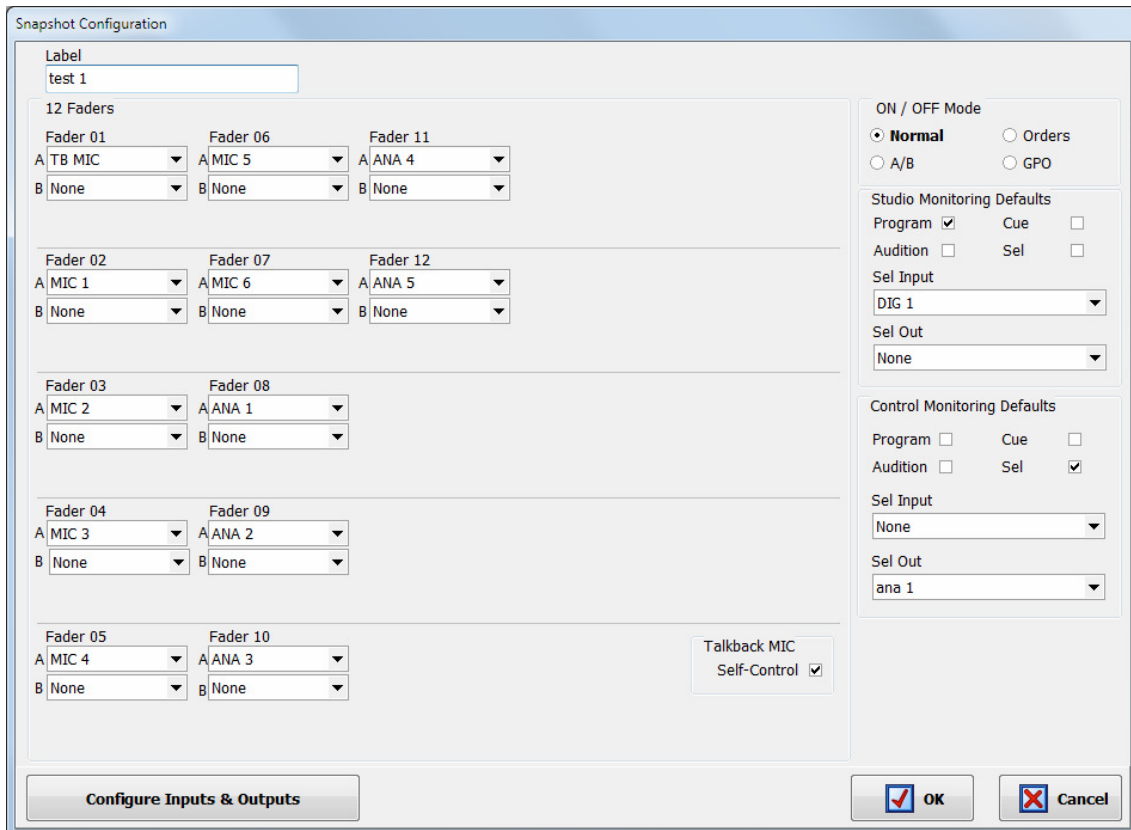 Snapshot Configuration
Label
test 1
12 Faders
Fader 01
A TB MIC
B None
Fader 06
A MIC 5
B None
Fader 11
A ANA 4
B None
Fader 02
A MIC 1
B None
Fader 07
A MIC 6
B None
Fader 12
A ANA 5
B None
Fader 03
A MIC 2
B None
Fader 08
A ANA 1
B None
Fader 04
A MIC 3
B None
Fader 09
A ANA 2
B None
Fader 05
A MIC 4
B None
Fader 10
A ANA 3
B None
Talkback MIC
Self-Control
ON / OFF Mode
Normal Orders
A/B GPO
Studio Monitoring Defaults
Program Cue
Audition Sel
Sel Input
DIG 1
Sel Out
None
Control Monitoring Defaults
Program Cue
Audition Sel
Sel Input
None
Sel Out
ana 1
Configure Inputs & Outputs
OK
Cancel